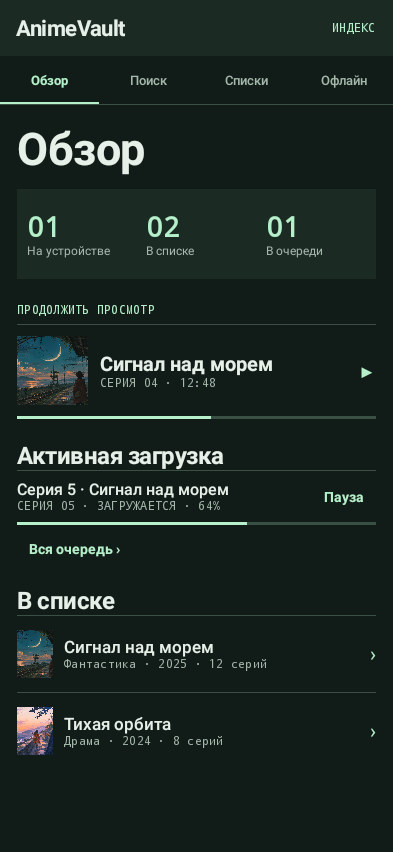 AnimeVault
ИНДЕКС
Обзор
Поиск
Списки
Офлайн
Обзор
01
02
01
На устройстве
В списке
В очереди
ПРОДОЛЖИТЬ ПРОСМОТР
Сигнал над морем
СЕРИЯ 04 · 12:48
▶
Активная загрузка
Серия 5 · Сигнал над морем
СЕРИЯ 05 · ЗАГРУЖАЕТСЯ · 64%
Пауза
Вся очередь ›
В списке
Сигнал над морем
Фантастика · 2025 · 12 серий
›
Тихая орбита
Драма · 2024 · 8 серий
›